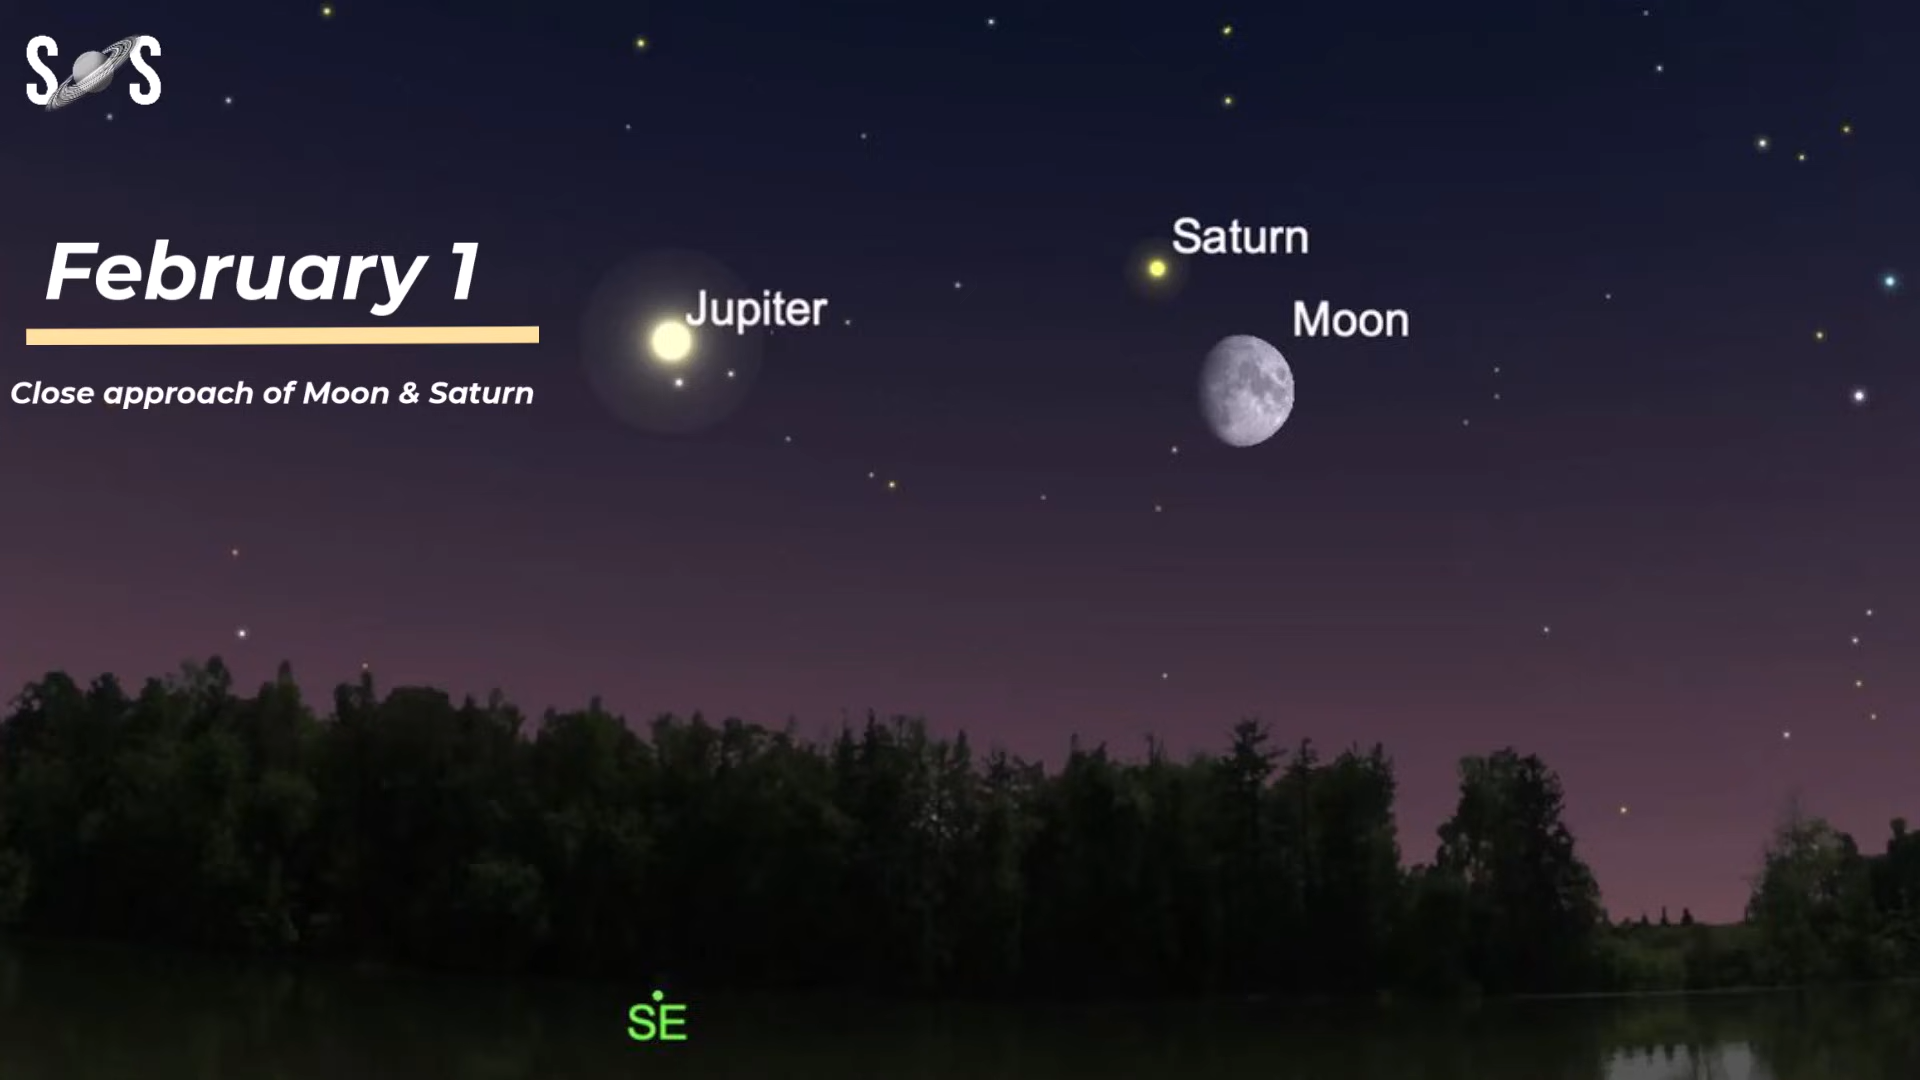 SOS
Saturn
February 1
Jupiter
Moon
Close approach of Moon & Saturn
SE